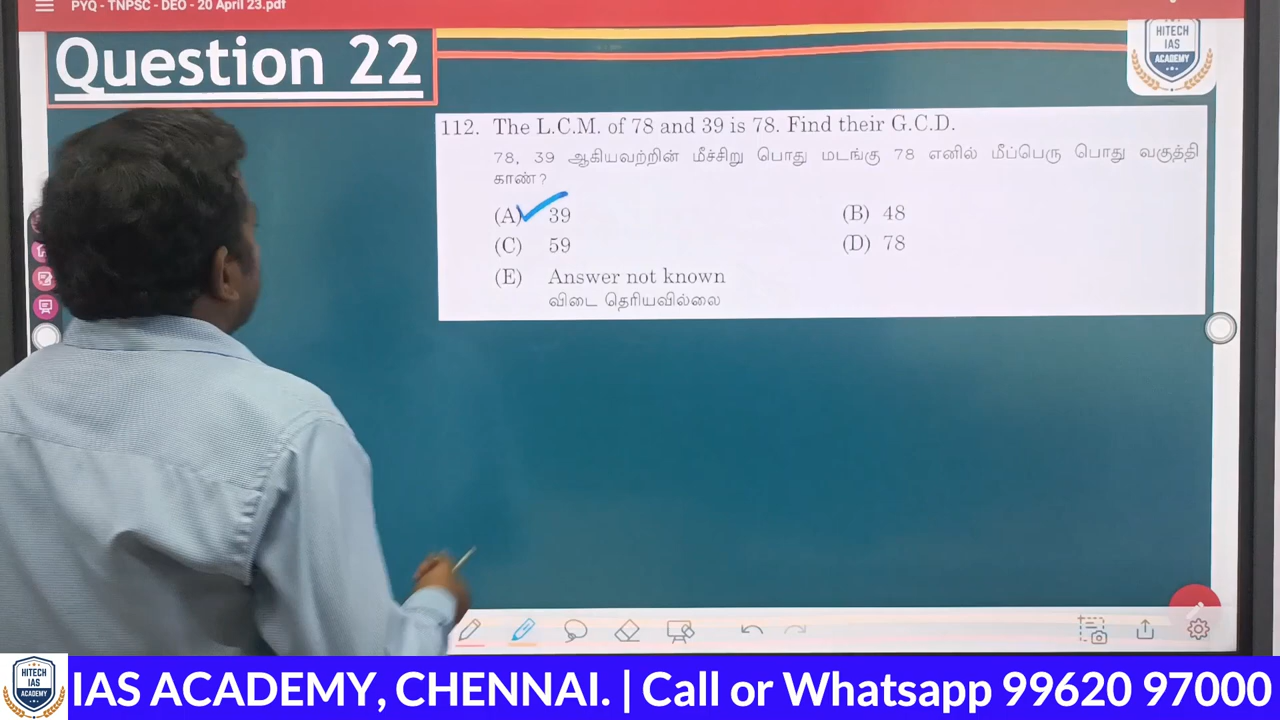 PYQ - TNPSC - DEO - 20 April 23.pdf
Question 22
HITECH
IAS
ACADEMY
112. The L.C.M. of 78 and 39 is 78. Find their G.C.D.
78, 39 ஆகியவற்றின் மீச்சிறு பொது மடங்கு 78 எனில் மீப்பெரு பொது வகுத்தி
காண்?
(A) 39 (B) 48
(C) 59 (D) 78
(E) Answer not known
விடை தெரியவில்லை
HITECH
IAS
ACADEMY
IAS ACADEMY, CHENNAI. | Call or Whatsapp 99620 97000